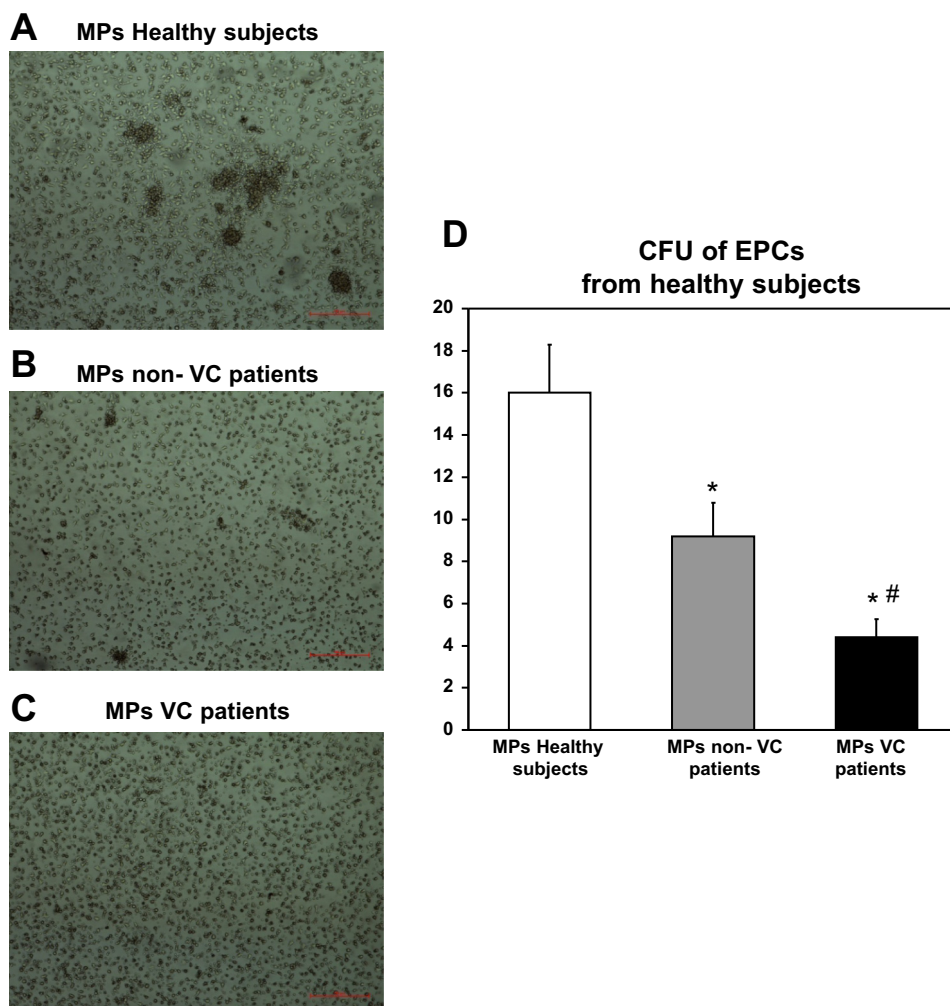 A MPs Healthy subjects
B MPs non- VC patients
C MPs VC patients
D
CFU of EPCs
from healthy subjects
20
18
16
14
12
10
8
6
4
2
0
*
* #
MPs Healthy
subjects
MPs non- VC
patients
MPs VC
patients